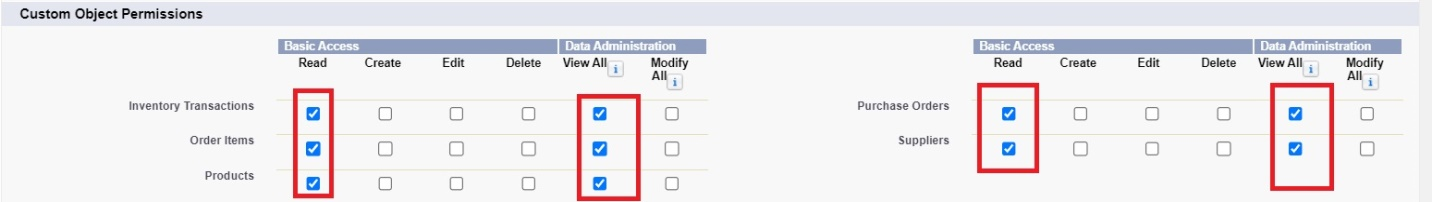 Custom Object Permissions
Basic Access Data Administration Basic Access Data Administration
Read Create Edit Delete View All i Modify All i Read Create Edit Delete View All i Modify All i
Inventory Transactions Purchase Orders
Order Items Suppliers
Products